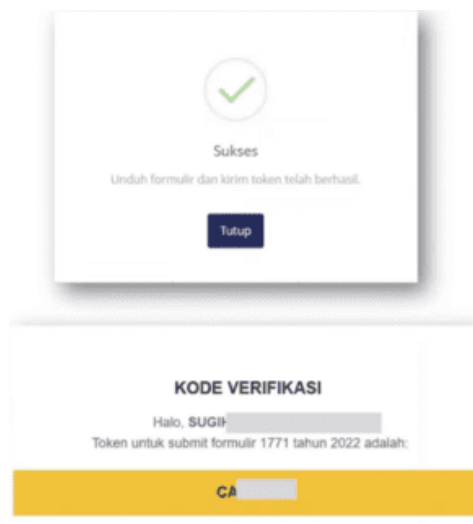 Sukses
Unduh formulir dan kirim token telah berhasil.
Tutup
KODE VERIFIKASI
Halo, SUGIH
Token untuk submit formulir 1771 tahun 2022 adalah:
CA